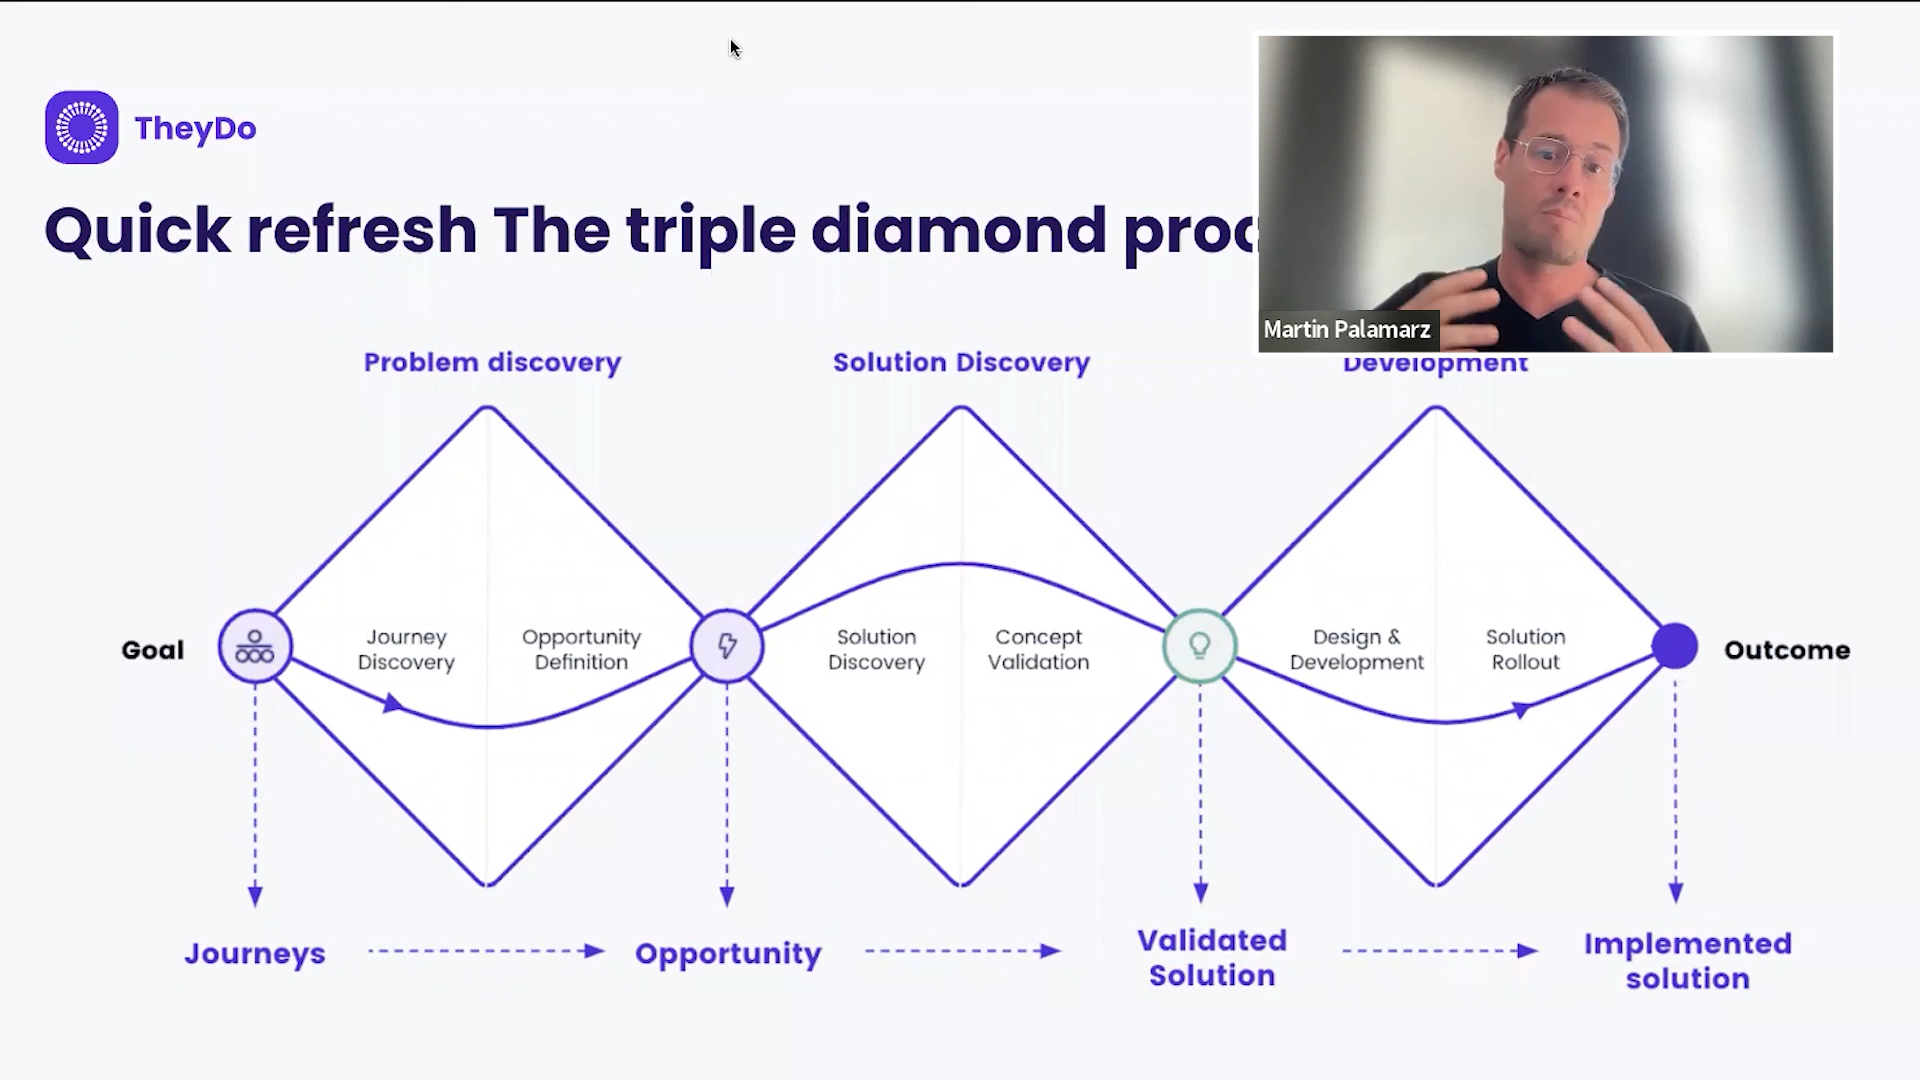 TheyDo
Quick refresh The triple diamond
Martin Palamarz
Problem discovery
Solution Discovery
Development
Goal
Journey
Discovery
Opportunity
Definition
Solution
Discovery
Concept
Validation
Design &
Development
Solution
Rollout
Outcome
Journeys
Opportunity
Validated
Solution
Implemented
solution